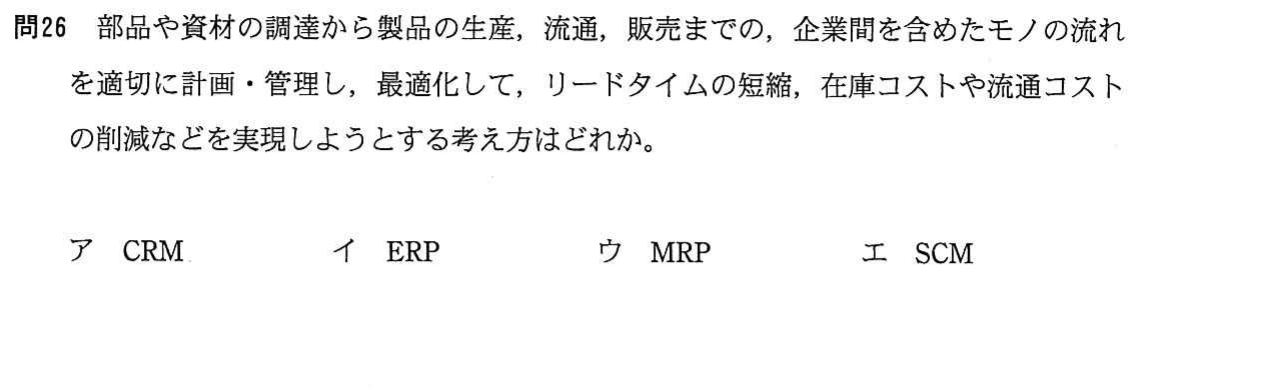 問26 部品や資材の調達から製品の生産，流通，販売までの，企業間を含めたモノの流れ
を適切に計画・管理し，最適化して，リードタイムの短縮，在庫コストや流通コスト
の削減などを実現しようとする考え方はどれか。
ア CRM イ ERP ウ MRP エ SCM